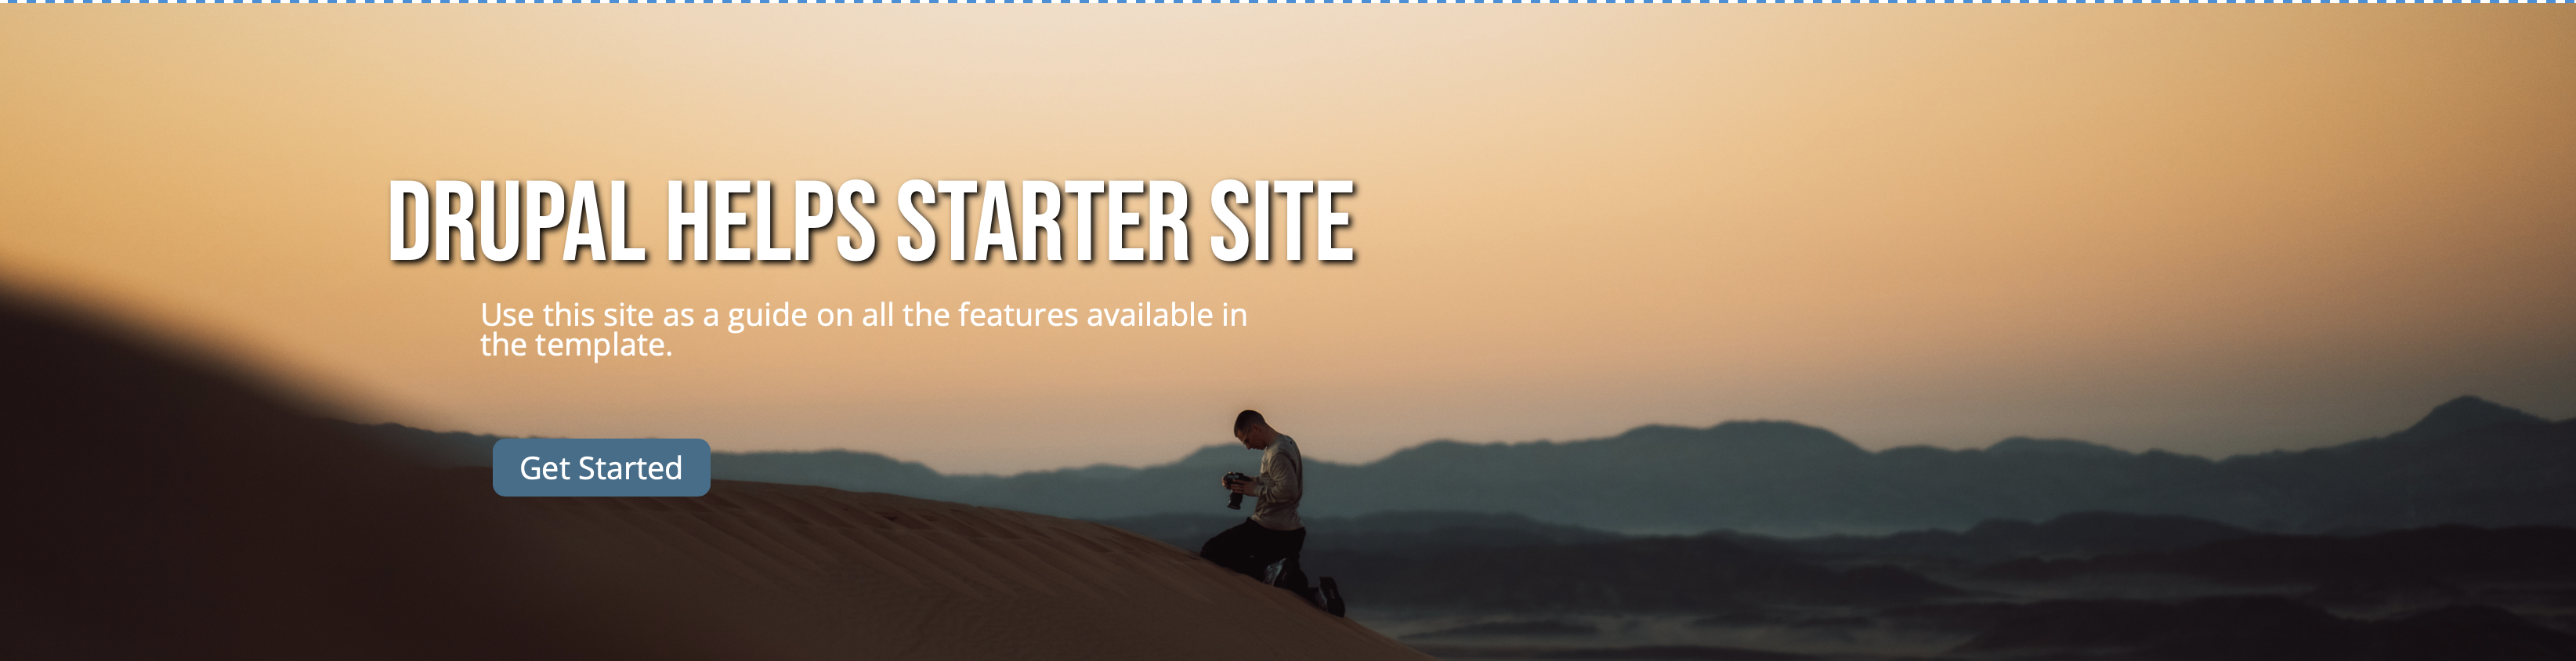 DRUPAL HELPS STARTER SITE
Use this site as a guide on all the features available in
the template.
Get Started